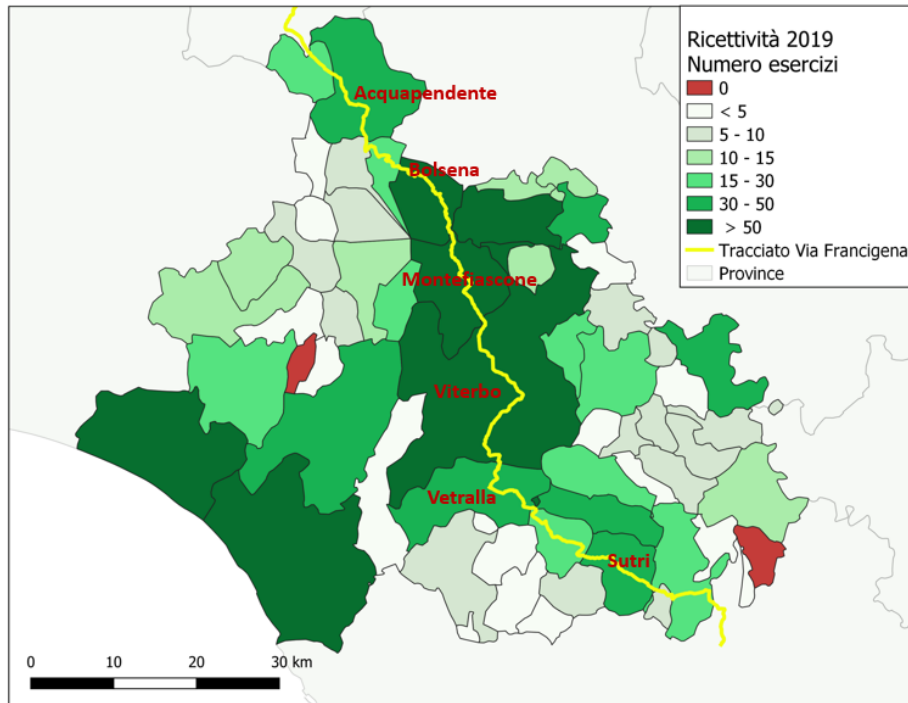 Ricettività 2019
Numero esercizi
0
< 5
5 - 10
10 - 15
15 - 30
30 - 50
> 50
Tracciato Via Francigena
Province
Acquapendente
Bolsena
Montefiascone
Viterbo
Vetralla
Sutri
0 10 20 30 km